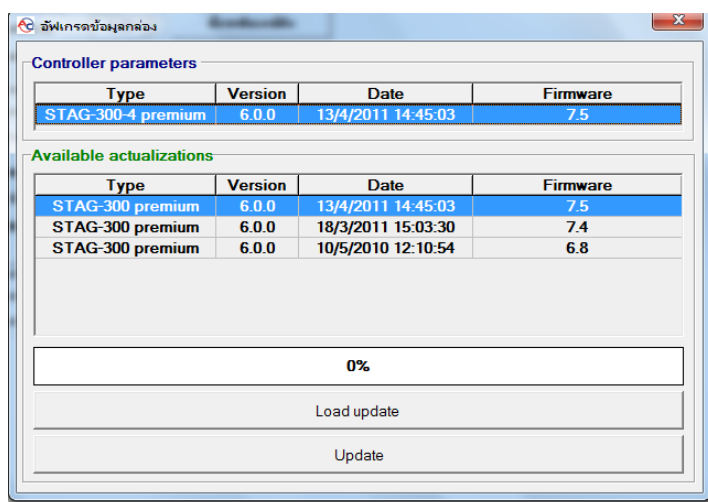 อัฟเกรดข้อมูลกล่อง
Controller parameters
Type Version Date Firmware
STAG-300-4 premium 6.0.0 13/4/2011 14:45:03 7.5
Available actualizations
Type Version Date Firmware
STAG-300 premium 6.0.0 13/4/2011 14:45:03 7.5
STAG-300 premium 6.0.0 18/3/2011 15:03:30 7.4
STAG-300 premium 6.0.0 10/5/2010 12:10:54 6.8
0%
Load update
Update